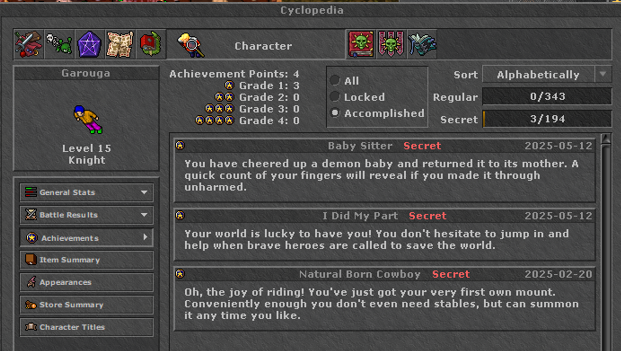 Cyclopedia
Character
Garouga
Level 15
Knight
General Stats
Battle Results
Achievements
Item Summary
Appearances
Store Summary
Character Titles
Achievement Points: 4
Grade 1: 3
Grade 2: 0
Grade 3: 0
Grade 4: 0
All
Locked
Accomplished
Sort Alphabetically
Regular 0/343
Secret 3/194
Baby Sitter Secret 2025-05-12
You have cheered up a demon baby and returned it to its mother. A
quick count of your fingers will reveal if you made it through
unharmed.
I Did My Part Secret 2025-05-12
Your world is lucky to have you! You don't hesitate to jump in and
help when brave heroes are called to save the world.
Natural Born Cowboy Secret 2025-02-20
Oh, the joy of riding! You've just got your very first own mount.
Conveniently enough you don't even need stables, but can summon
it any time you like.